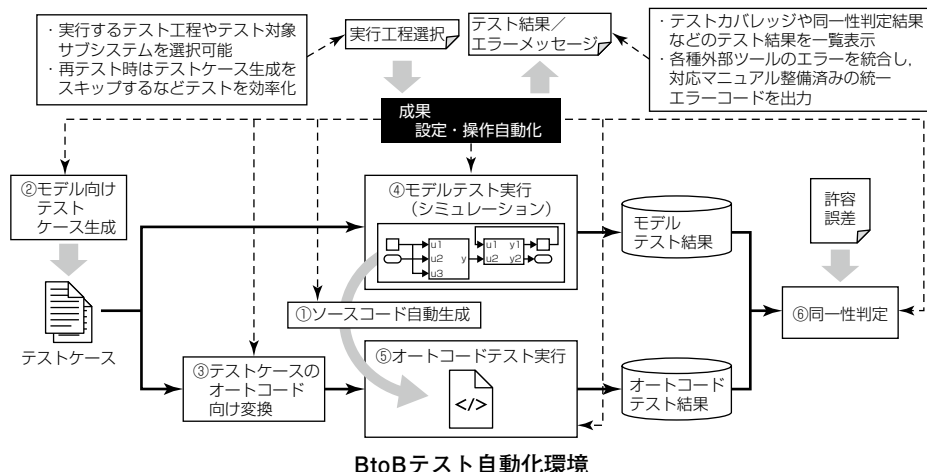 ・実行するテスト工程やテスト対象
サブシステムを選択可能
・再テスト時はテストケース生成を
スキップするなどテストを効率化
実行工程選択
テスト結果／
エラーメッセージ
・テストカバレッジや同一性判定結果
などのテスト結果を一覧表示
・各種外部ツールのエラーを統合し，
対応マニュアル整備済みの統一
エラーコードを出力
成果
設定・操作自動化
②モデル向け
テスト
ケース生成
④モデルテスト実行
（シミュレーション）
u1
u2
u3
y
u1
u2
y1
y2
モデル
テスト結果
許容
誤差
①ソースコード自動生成
⑥同一性判定
テストケース
③テストケースの
オートコード
向け変換
⑤オートコードテスト実行
</>
オートコード
テスト結果
BtoBテスト自動化環境